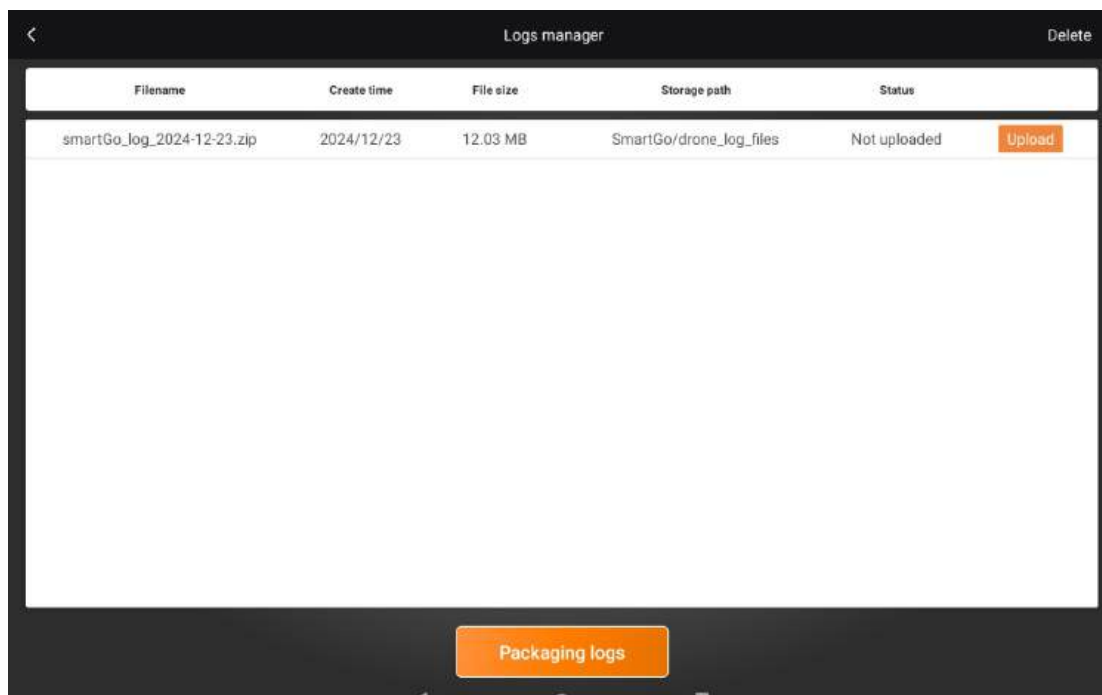 Logs manager Delete
Filename Create time File size Storage path Status
smartGo_log_2024-12-23.zip 2024/12/23 12.03 MB SmartGo/drone_log_files Not uploaded Upload
Packaging logs